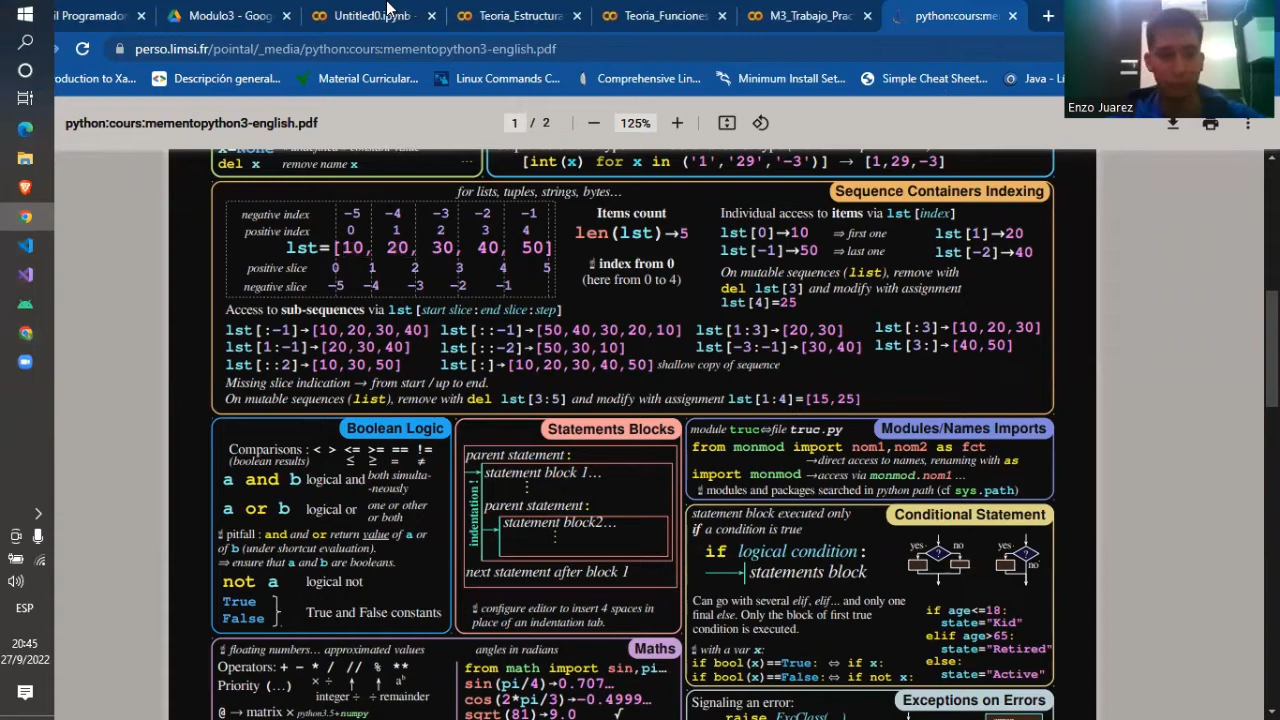 il Programador
Modulo3 - Goog
Untitled0.ipynb -
Teoria_Estructura
Teoria_Funciones
M3_Trabajo_Prac
python:cours:mem
perso.limsi.fr/pointal/_media/python:cours:mementopython3-english.pdf
oduction to Xa...
Descripción general...
Material Curricular...
Linux Commands C...
Comprehensive Lin...
Minimum Install Set...
Simple Cheat Sheet...
Java - Li
Enzo Juarez
python:cours:mementopython3-english.pdf
1 / 2
125%
del x remove name x ...
[int(x) for x in ('1','29','-3')] → [1,29,-3]
Sequence Containers Indexing
for lists, tuples, strings, bytes...
negative index -5 -4 -3 -2 -1
positive index 0 1 2 3 4
lst=[10, 20, 30, 40, 50]
positive slice 0 1 2 3 4 5
negative slice -5 -4 -3 -2 -1
Items count
len(lst)→5
index from 0
(here from 0 to 4)
Individual access to items via lst[index]
lst[0]→10 ⇒ first one lst[1]→20
lst[-1]→50 ⇒ last one lst[-2]→40
On mutable sequences (list), remove with
del lst[3] and modify with assignment
lst[4]=25
Access to sub-sequences via lst[start slice:end slice:step]
lst[:-1]→[10,20,30,40] lst[::-1]→[50,40,30,20,10] lst[1:3]→[20,30] lst[:3]→[10,20,30]
lst[1:-1]→[20,30,40] lst[::-2]→[50,30,10] lst[-3:-1]→[30,40] lst[3:]→[40,50]
lst[::2]→[10,30,50] lst[:]→[10,20,30,40,50] shallow copy of sequence
Missing slice indication → from start / up to end.
On mutable sequences (list), remove with del lst[3:5] and modify with assignment lst[1:4]=[15,25]
Boolean Logic
Comparisons: < > <= >= == !=
(boolean results) ≤ ≥ = ≠
a and b logical and both simulta-
-neously
a or b logical or one or other
or both
pitfall : and and or return value of a or
of b (under shortcut evaluation).
⇒ ensure that a and b are booleans.
not a logical not
True
False
True and False constants
Statements Blocks
parent statement:
statement block 1...
⋮
parent statement:
statement block2...
⋮
next statement after block 1
indentation!
configure editor to insert 4 spaces in
place of an indentation tab.
module truc⇔file truc.py Modules/Names Imports
from monmod import nom1,nom2 as fct
→direct access to names, renaming with as
import monmod →access via monmod.nom1 ...
modules and packages searched in python path (cf sys.path)
statement block executed only
if a condition is true
Conditional Statement
if logical condition:
statements block
yes ? no
yes ? no
Can go with several elif, elif... and only one
final else. Only the block of first true
condition is executed.
with a var x:
if bool(x)==True: ⇔ if x:
if bool(x)==False: ⇔ if not x:
if age<=18:
state="Kid"
elif age>65:
state="Retired"
else:
state="Active"
floating numbers... approximated values
angles in radians
Maths
Operators: + - * / // % **
Priority (...) × ÷ ↑ ↑ aᵇ
integer ÷ ÷ remainder
@ → matrix × python3.5+numpy
from math import sin,pi...
sin(pi/4)→0.707...
cos(2*pi/3)→-0.4999...
sqrt(81)→9.0 √
Exceptions on Errors
Signaling an error:
raise ExcClass(...)
ESP
20:45
27/9/2022